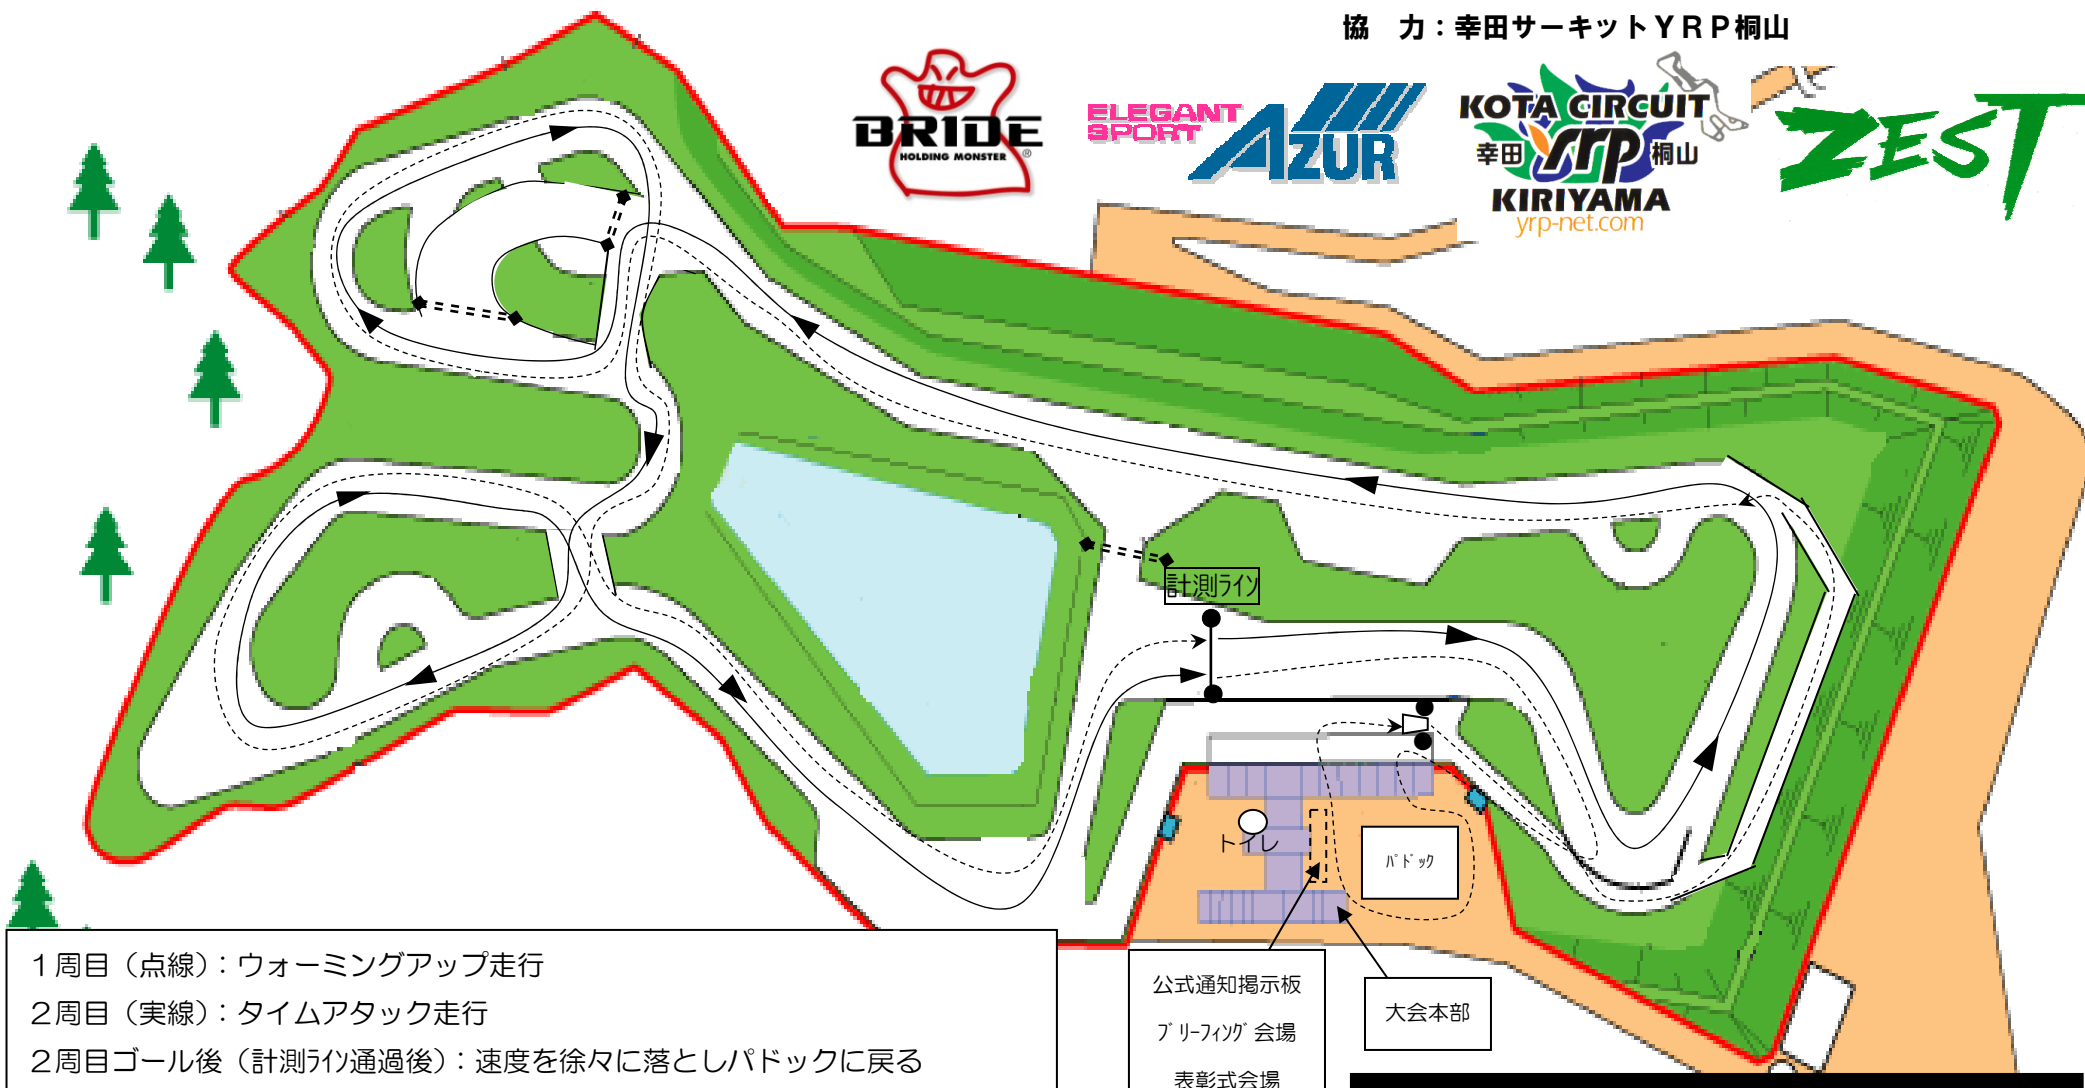 協　力：幸田サーキットＹＲＰ桐山
BRIDE
HOLDING MONSTER ®
ELEGANT
SPORT
AZUR
KOTA CIRCUIT
幸田 yrp 桐山
KIRIYAMA
yrp-net.com
ZEST
計測ﾗｲﾝ
トイレ
ﾊﾟﾄﾞｯｸ
公式通知掲示板
ﾌﾞﾘｰﾌｨﾝｸﾞ会場
表彰式会場
大会本部
１周目（点線）：ウォーミングアップ走行
２周目（実線）：タイムアタック走行
２周目ゴール後（計測ﾗｲﾝ通過後）：速度を徐々に落としパドックに戻る